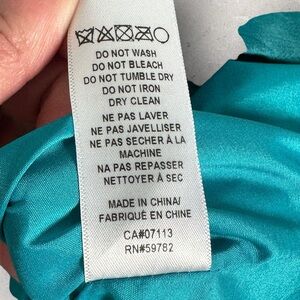 DO NOT WASH
DO NOT BLEACH
DO NOT TUMBLE DRY
DO NOT IRON
DRY CLEAN
NE PAS LAVER
NE PAS JAVELLISER
NE PAS SECHER À LA
MACHINE
NA PAS REPASSER
NETTOYER À SEC
MADE IN CHINA/
FABRIQUÉ EN CHINE
CA#07113
RN#59782